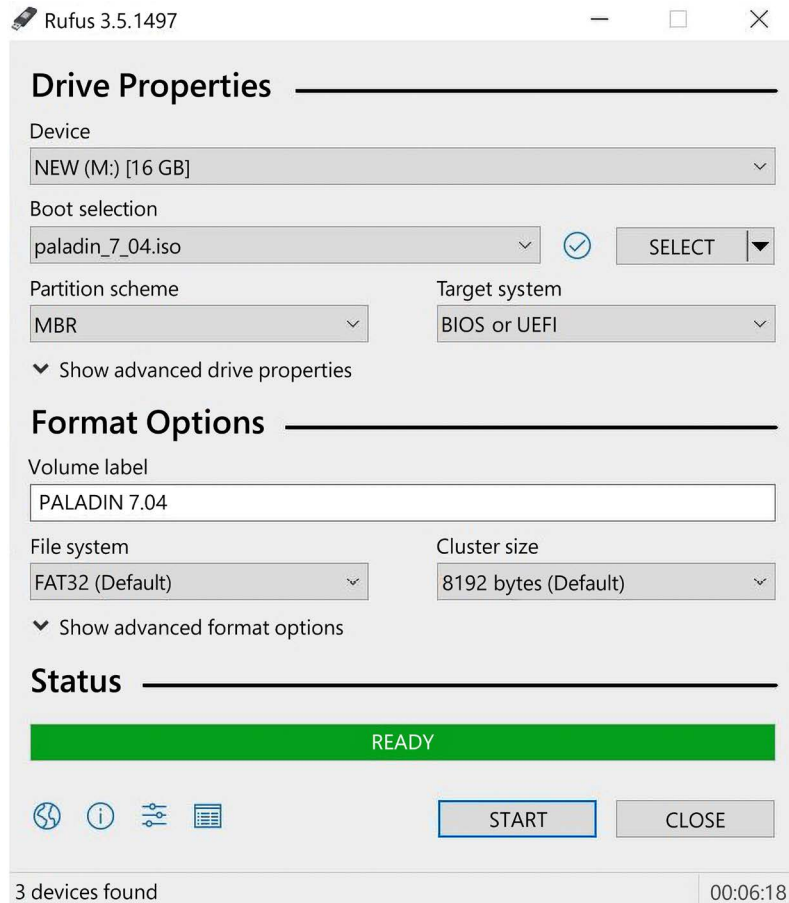 Rufus 3.5.1497
Drive Properties
Device
NEW (M:) [16 GB]
Boot selection
paladin_7_04.iso
SELECT
Partition scheme
Target system
MBR
BIOS or UEFI
Show advanced drive properties
Format Options
Volume label
PALADIN 7.04
File system
Cluster size
FAT32 (Default)
8192 bytes (Default)
Show advanced format options
Status
READY
START
CLOSE
3 devices found
00:06:18